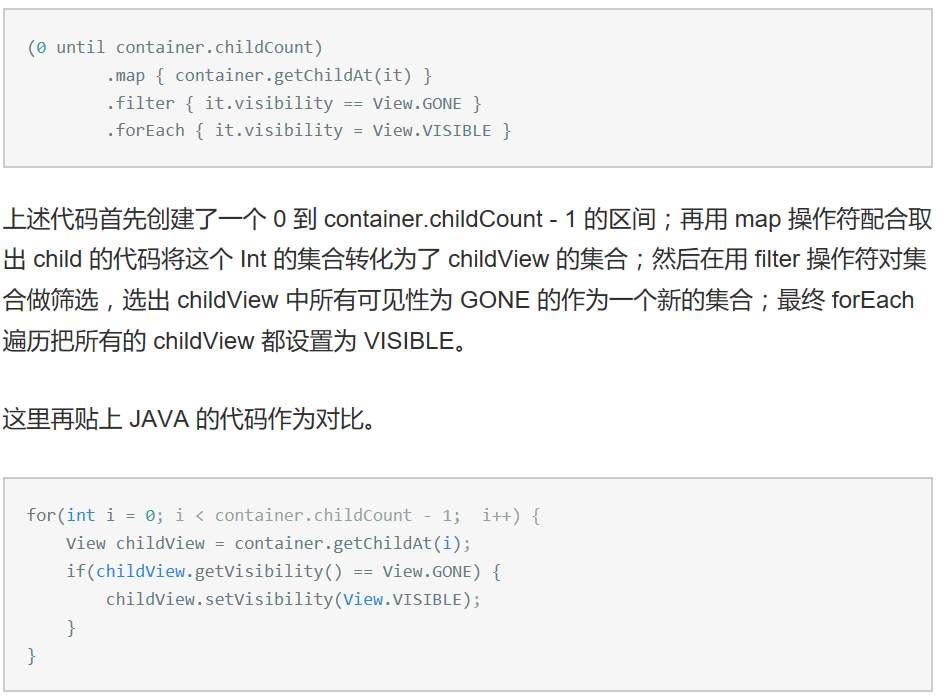 (0 until container.childCount)
        .map { container.getChildAt(it) }
        .filter { it.visibility == View.GONE }
        .forEach { it.visibility = View.VISIBLE }
上述代码首先创建了一个 0 到 container.childCount - 1 的区间；再用 map 操作符配合取
出 child 的代码将这个 Int 的集合转化为了 childView 的集合；然后在用 filter 操作符对集
合做筛选，选出 childView 中所有可见性为 GONE 的作为一个新的集合；最终 forEach
遍历把所有的 childView 都设置为 VISIBLE。
这里再贴上 JAVA 的代码作为对比。
for(int i = 0; i < container.childCount - 1;  i++) {
    View childView = container.getChildAt(i);
    if(childView.getVisibility() == View.GONE) {
        childView.setVisibility(View.VISIBLE);
    }
}